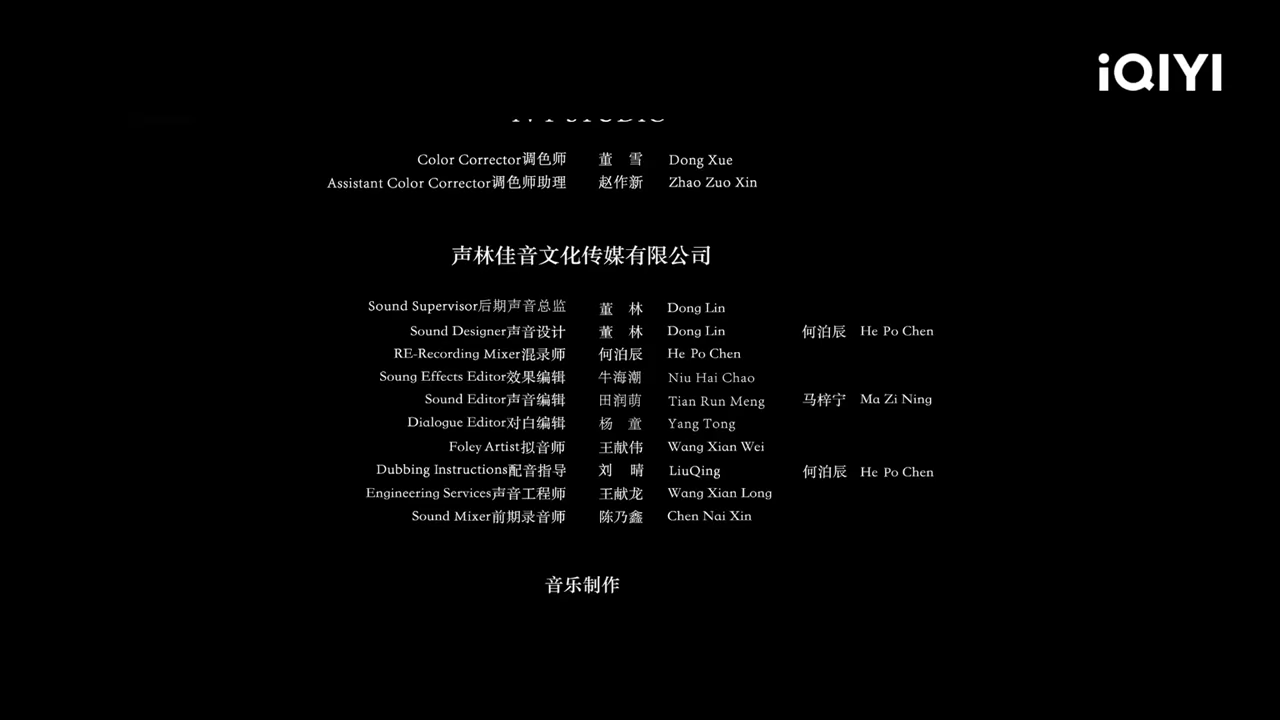 iQIYI
STUDIO
Color Corrector调色师 董 雪 Dong Xue
Assistant Color Corrector调色师助理 赵作新 Zhao Zuo Xin
声林佳音文化传媒有限公司
Sound Supervisor后期声音总监 董 林 Dong Lin
Sound Designer声音设计 董 林 Dong Lin 何泊辰 He Po Chen
RE-Recording Mixer混录师 何泊辰 He Po Chen
Soung Effects Editor效果编辑 牛海潮 Niu Hai Chao
Sound Editor声音编辑 田润萌 Tian Run Meng 马梓宁 Ma Zi Ning
Dialogue Editor对白编辑 杨 童 Yang Tong
Foley Artist拟音师 王献伟 Wang Xian Wei
Dubbing Instructions配音指导 刘 晴 LiuQing 何泊辰 He Po Chen
Engineering Services声音工程师 王献龙 Wang Xian Long
Sound Mixer前期录音师 陈乃鑫 Chen Nai Xin
音乐制作